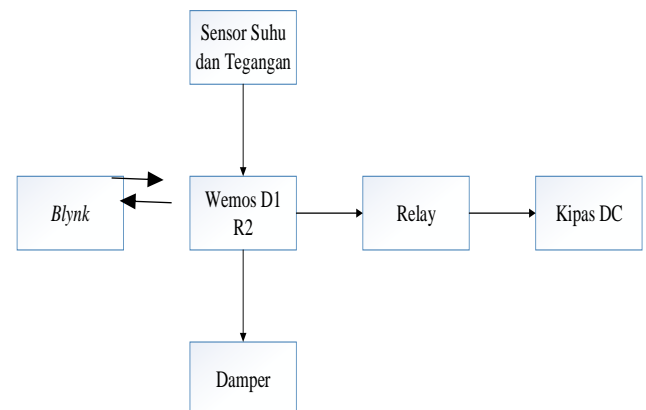 Sensor Suhu
dan Tegangan
Blynk
Wemos D1
R2
Relay
Kipas DC
Damper